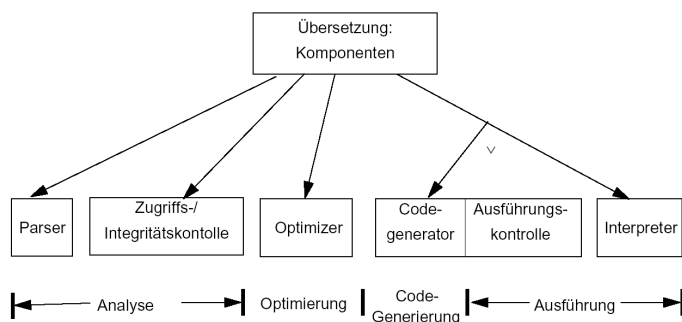 Übersetzung:
Komponenten
Parser
Zugriffs-/
Integritätskontolle
Optimizer
Code-
generator
Ausführungs-
kontrolle
Interpreter
Analyse
Optimierung
Code-
Generierung
Ausführung